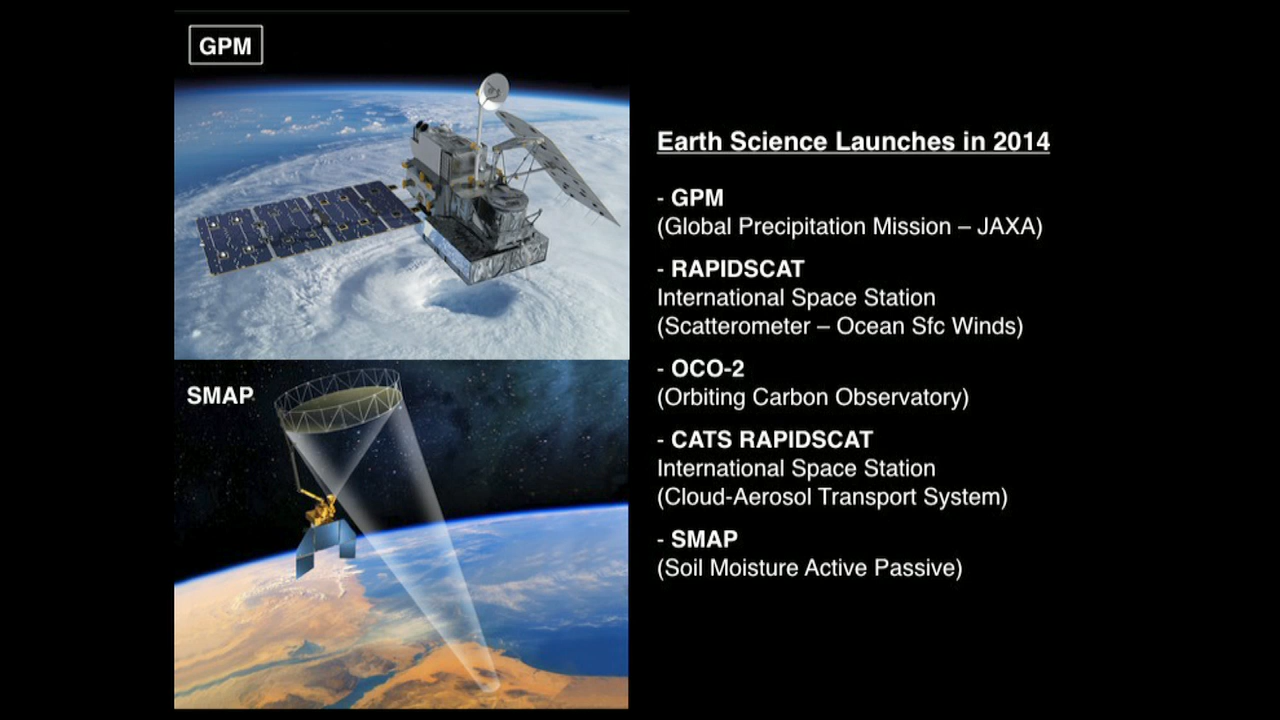 GPM
SMAP
Earth Science Launches in 2014
- GPM
(Global Precipitation Mission – JAXA)
- RAPIDSCAT
International Space Station
(Scatterometer – Ocean Sfc Winds)
- OCO-2
(Orbiting Carbon Observatory)
- CATS RAPIDSCAT
International Space Station
(Cloud-Aerosol Transport System)
- SMAP
(Soil Moisture Active Passive)